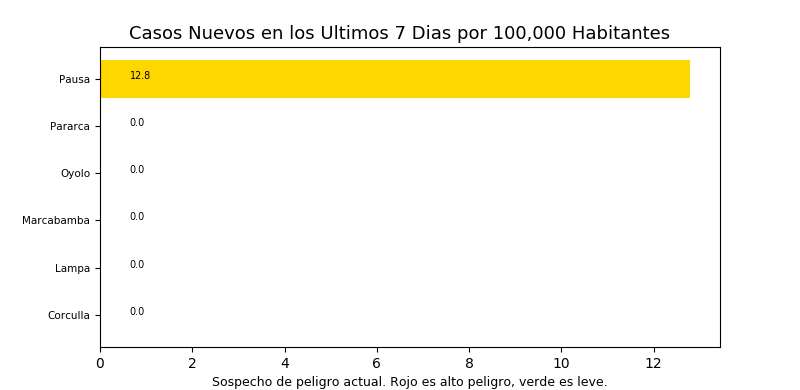 Casos Nuevos en los Ultimos 7 Dias por 100,000 Habitantes
Pausa 12.8
Pararca 0.0
Oyolo 0.0
Marcabamba 0.0
Lampa 0.0
Corculla 0.0
0 2 4 6 8 10 12
Sospecho de peligro actual. Rojo es alto peligro, verde es leve.